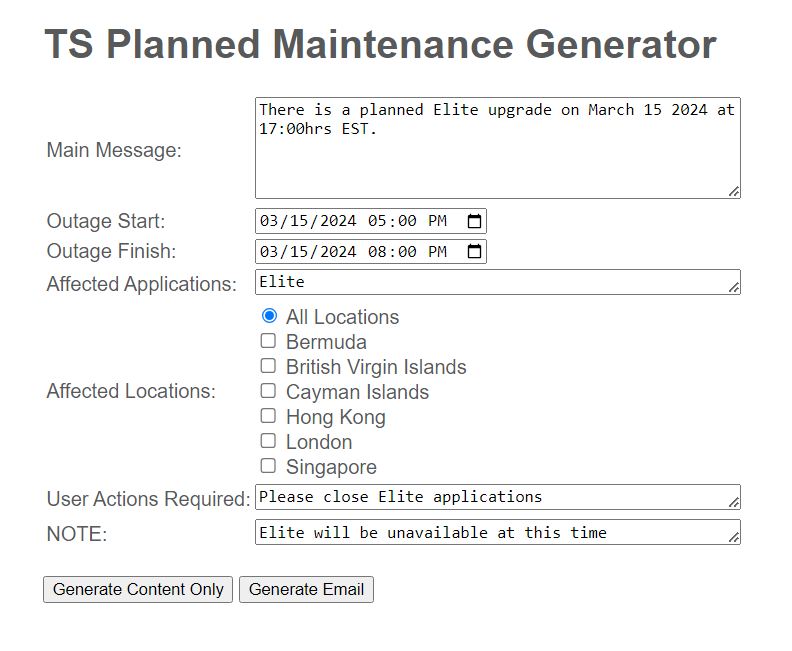 TS Planned Maintenance Generator
Main Message:
There is a planned Elite upgrade on March 15 2024 at
17:00hrs EST.
Outage Start:
03/15/2024 05:00 PM
Outage Finish:
03/15/2024 08:00 PM
Affected Applications:
Elite
Affected Locations:
All Locations
Bermuda
British Virgin Islands
Cayman Islands
Hong Kong
London
Singapore
User Actions Required:
Please close Elite applications
NOTE:
Elite will be unavailable at this time
Generate Content Only
Generate Email